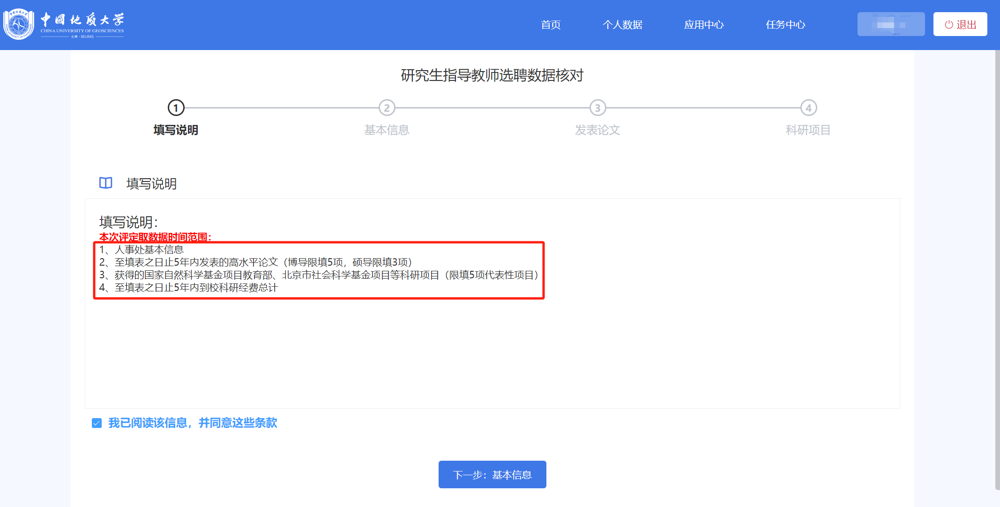 中国地质大学
CHINA UNIVERSITY OF GEOSCIENCES
北京·BEIJING
首页
个人数据
应用中心
任务中心
退出
研究生指导教师选聘数据核对
1
2
3
4
填写说明
基本信息
发表论文
科研项目
填写说明
填写说明：
本次评定取数据时间范围：
1、人事处基本信息
2、至填表之日止5年内发表的高水平论文（博导限填5项，硕导限填3项）
3、获得的国家自然科学基金项目教育部、北京市社会科学基金项目等科研项目（限填5项代表性项目）
4、至填表之日止5年内到校科研经费总计
我已阅读该信息，并同意这些条款
下一步：基本信息